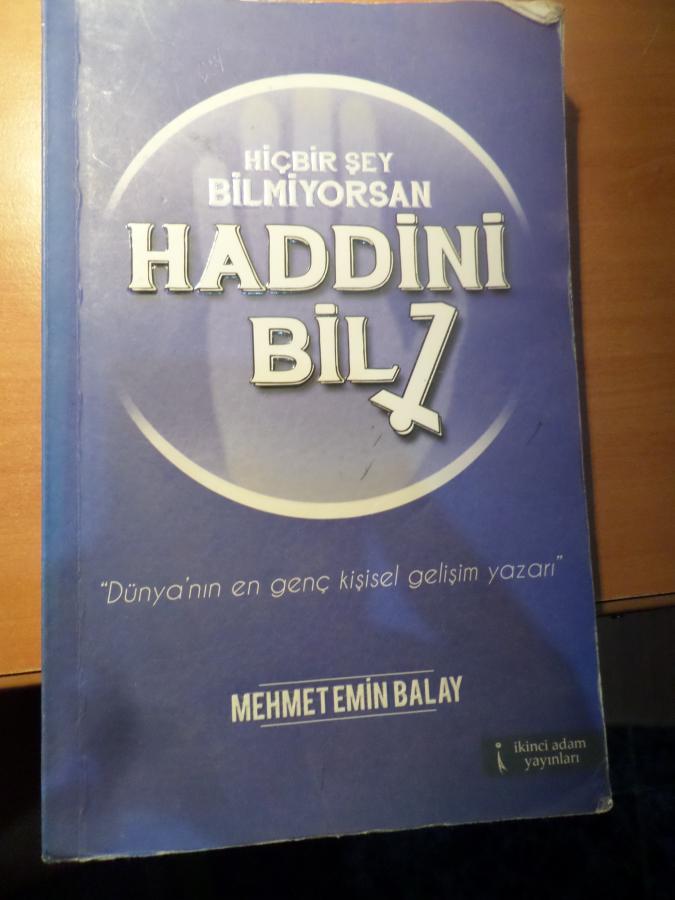 HİÇBİR ŞEY
BİLMİYORSAN
HADDİNİ
BİL!
"Dünya'nın en genç kişisel gelişim yazarı"
MEHMET EMİN BALAY
ikinci adam
yayınları